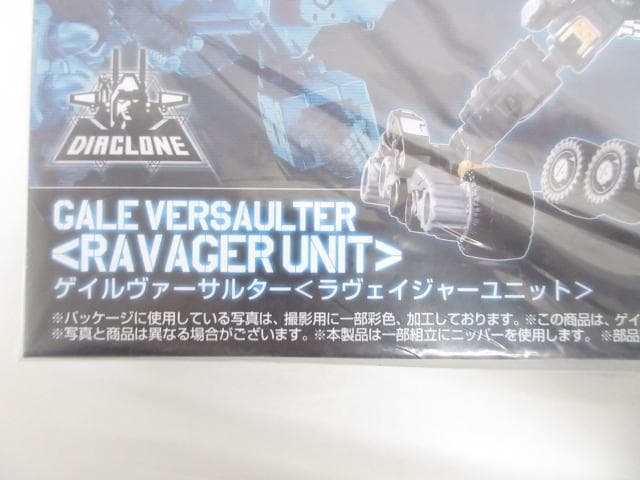 DIACLONE
GALE VERSAULTER
<RAVAGER UNIT>
ゲイルヴァーサルター＜ラヴェイジャーユニット＞
※パッケージに使用している写真は、撮影用に一部彩色、加工しております。※この商品は、ゲイ
※写真と商品は異なる場合がございます。※本製品は一部組立にニッパーを使用します。※部品